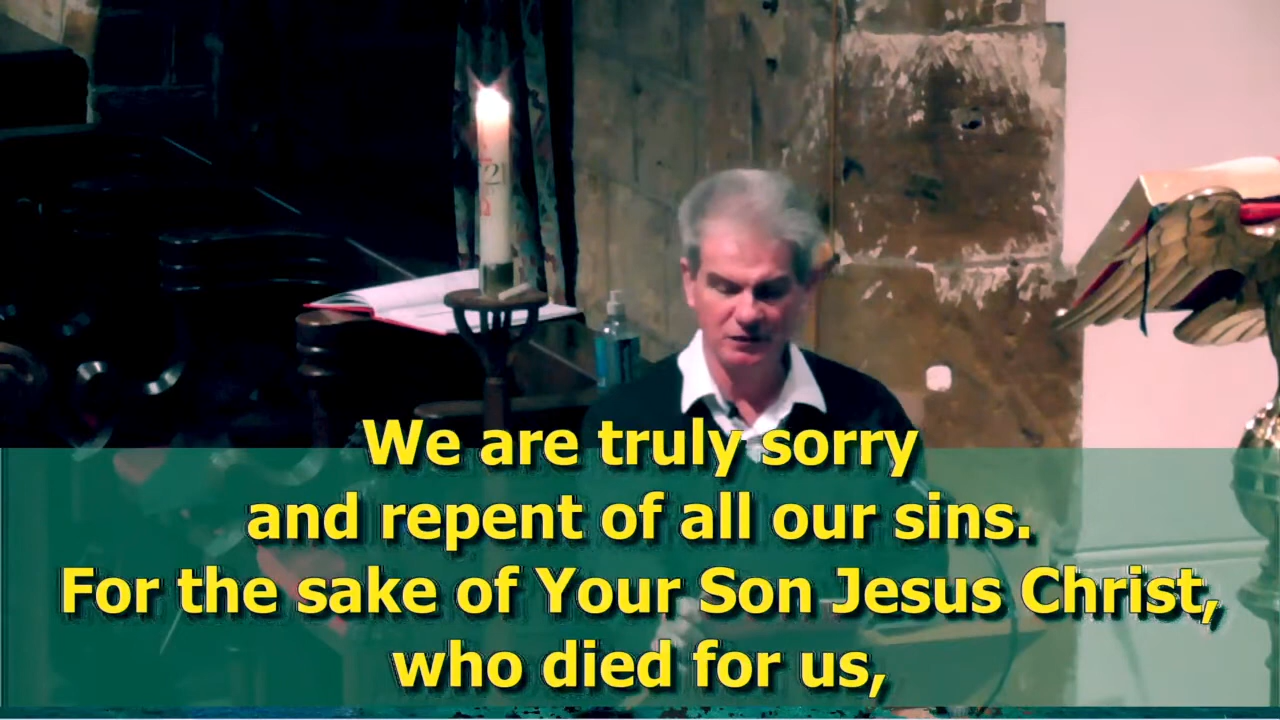 We are truly sorry
and repent of all our sins.
For the sake of Your Son Jesus Christ,
who died for us,